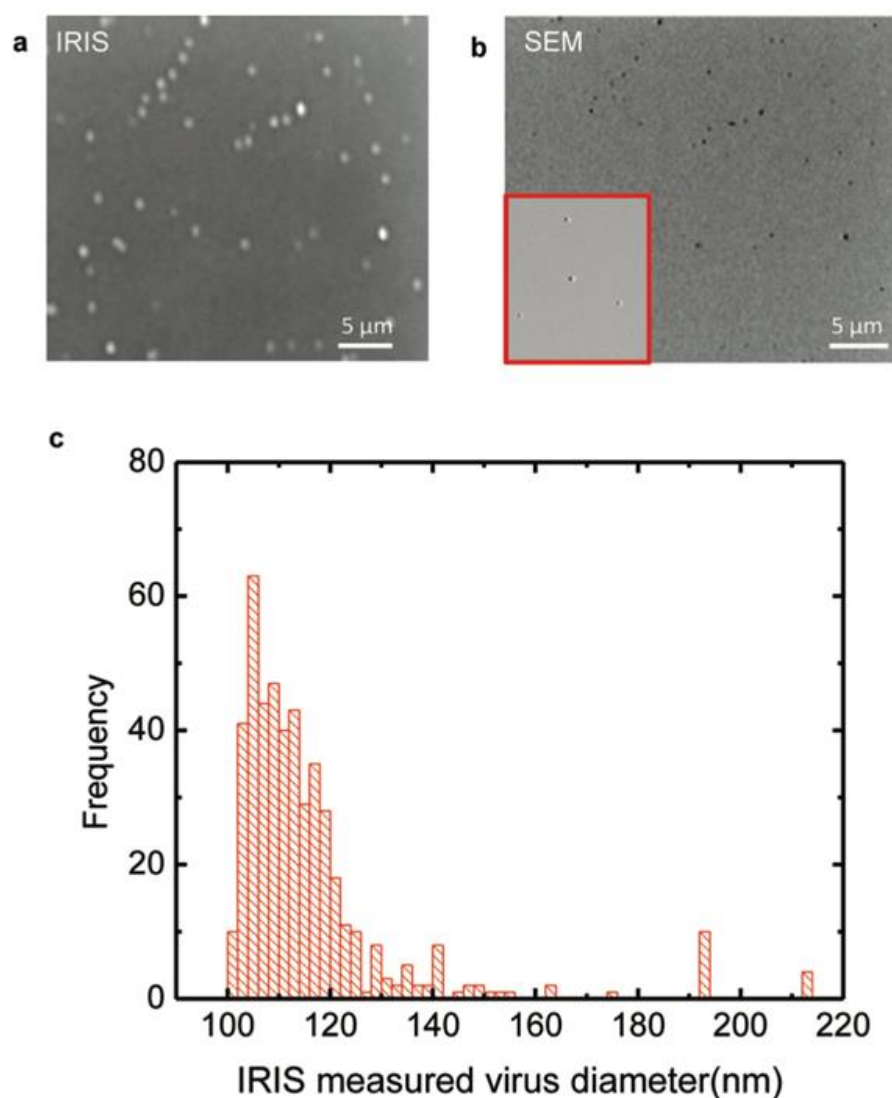 a
IRIS
5 µm
b
SEM
5 µm
c
80
60
40
20
0
Frequency
100 120 140 160 180 200 220
IRIS measured virus diameter(nm)